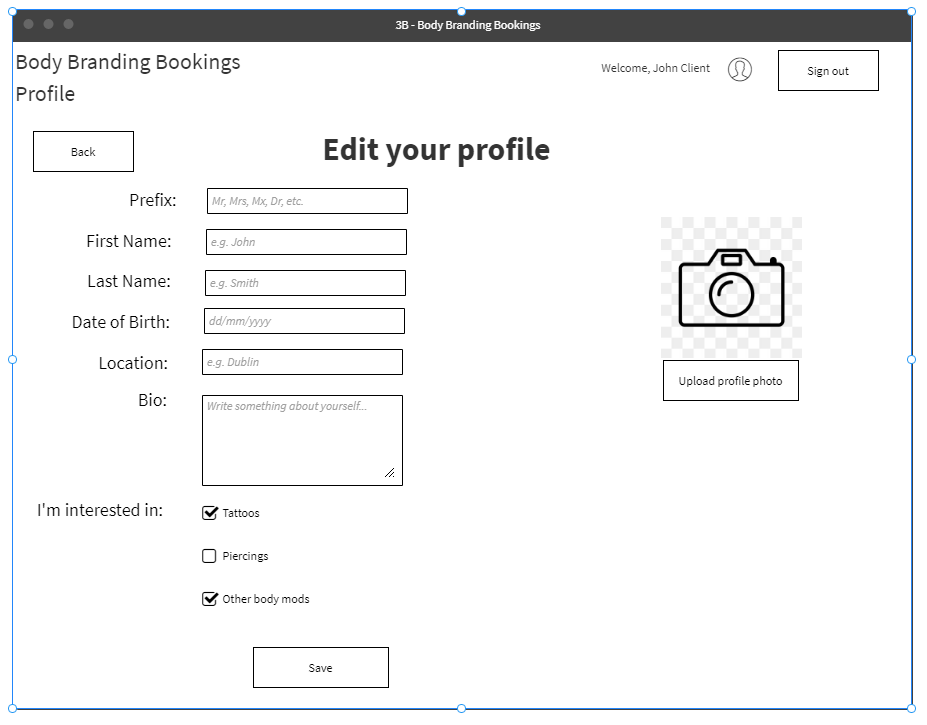 3B - Body Branding Bookings
Body Branding Bookings
Profile
Welcome, John Client
Sign out
Back
Edit your profile
Prefix:
Mr, Mrs, Mx, Dr, etc.
First Name:
e.g. John
Last Name:
e.g. Smith
Date of Birth:
dd/mm/yyyy
Location:
e.g. Dublin
Upload profile photo
Bio:
Write something about yourself...
I'm interested in:
Tattoos
Piercings
Other body mods
Save